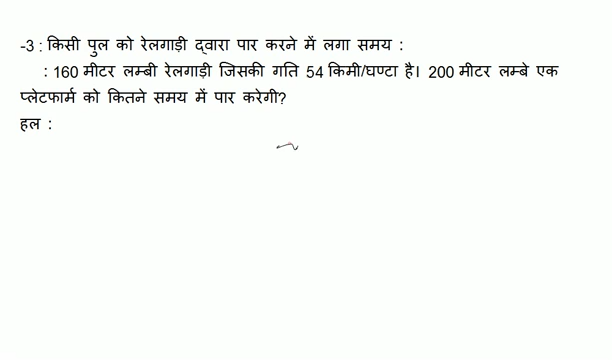 -3 : किसी पुल को रेलगाड़ी द्वारा पार करने में लगा समय :
: 160 मीटर लम्बी रेलगाड़ी जिसकी गति 54 किमी/घण्टा है। 200 मीटर लम्बे एक
प्लेटफार्म को कितने समय में पार करेगी?
हल :